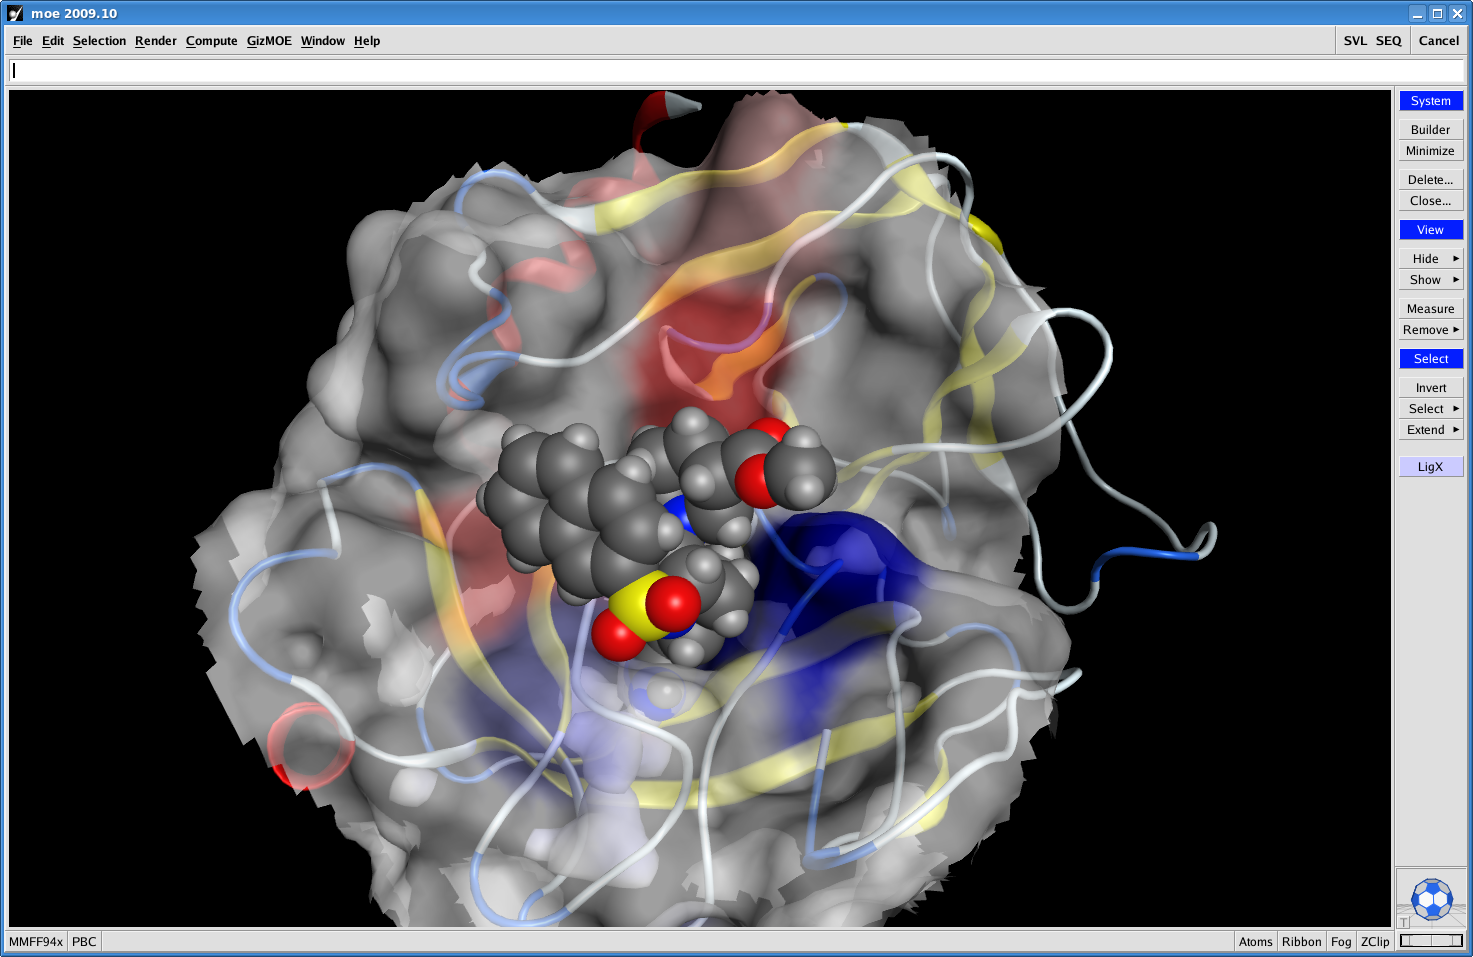 moe 2009.10
File Edit Selection Render Compute GizMOE Window Help SVL SEQ Cancel
System
Builder
Minimize
Delete...
Close...
View
Hide
Show
Measure
Remove
Select
Invert
Select
Extend
LigX
T
MMFF94x PBC Atoms Ribbon Fog ZClip